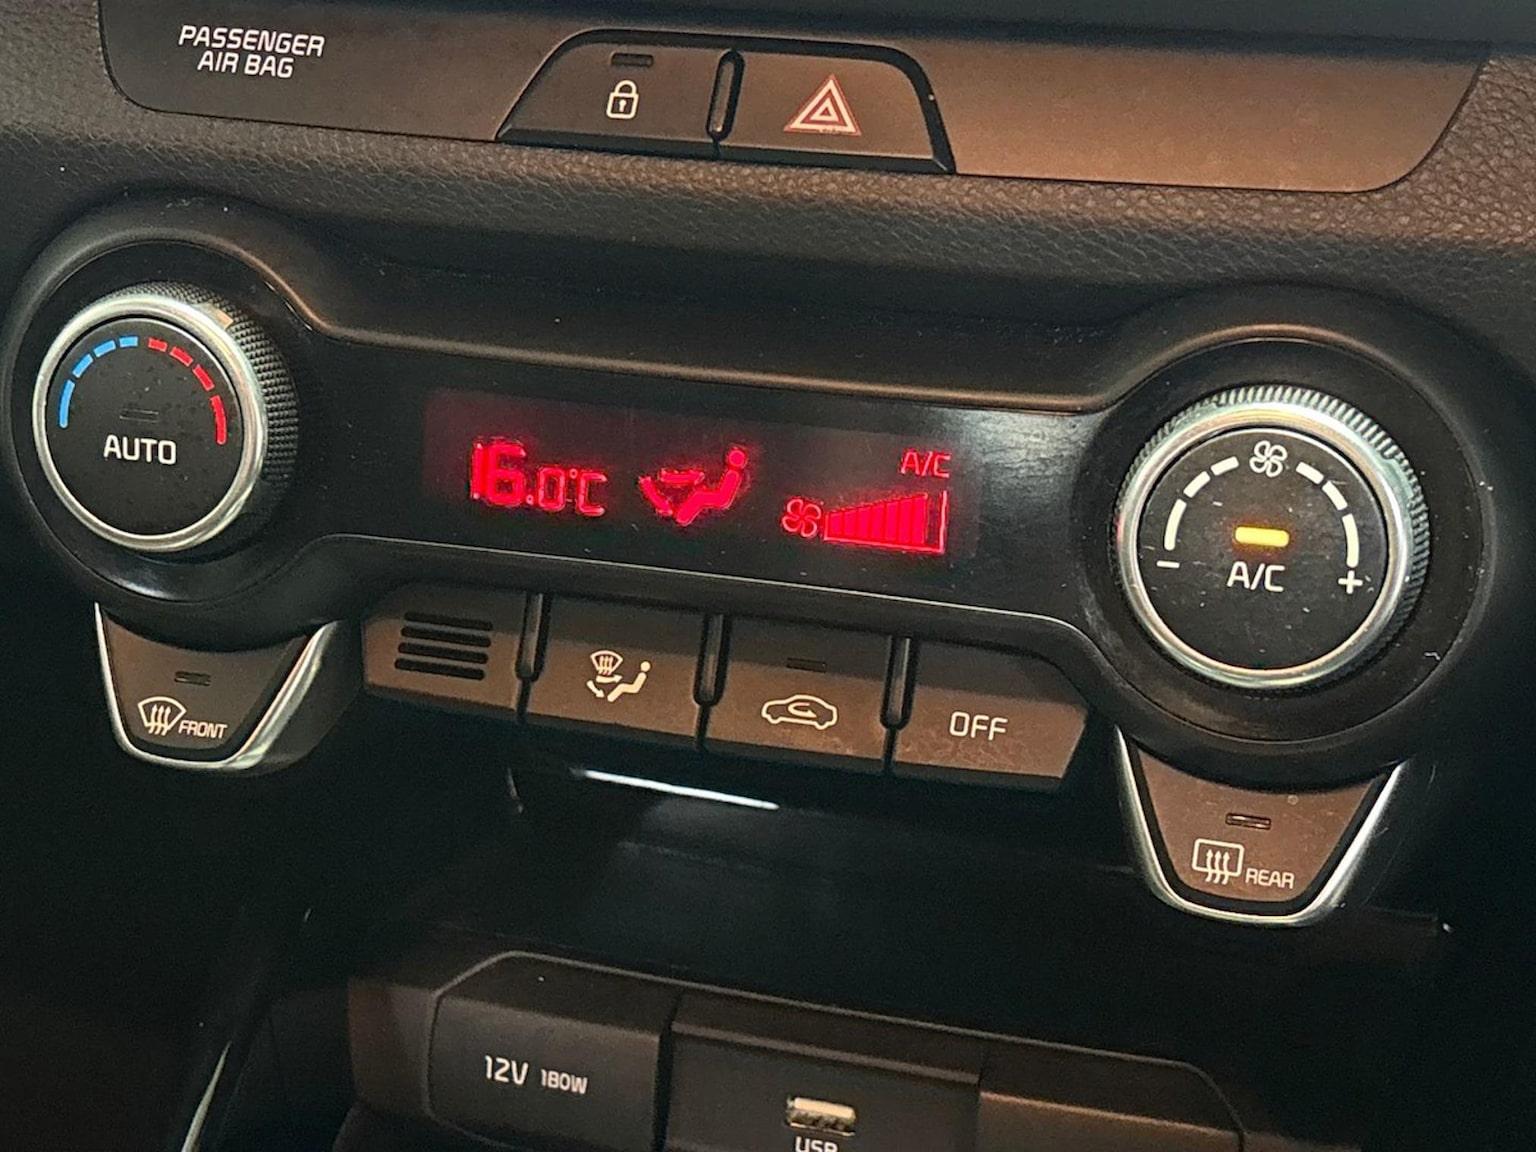 PASSENGER
AIR BAG
AUTO
16.0°C
A/C
- A/C +
FRONT
OFF
REAR
12V 180W
USB